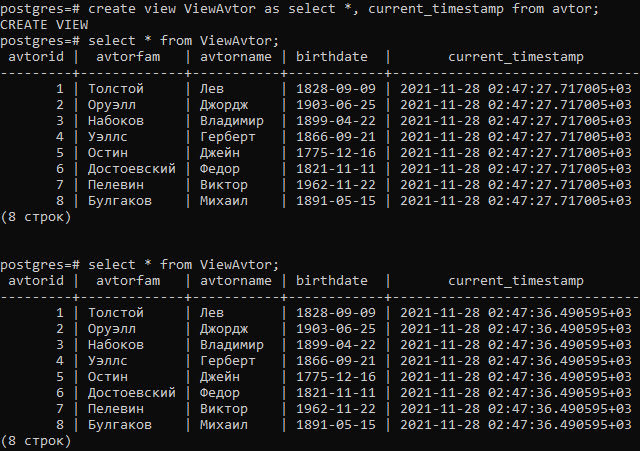 postgres=# create view ViewAvtor as select *, current_timestamp from avtor;
CREATE VIEW
postgres=# select * from ViewAvtor;
 avtorid |   avtorfam   | avtorname | birthdate  |       current_timestamp
---------+--------------+-----------+------------+-------------------------------
       1 | Толстой      | Лев       | 1828-09-09 | 2021-11-28 02:47:27.717005+03
       2 | Оруэлл       | Джордж    | 1903-06-25 | 2021-11-28 02:47:27.717005+03
       3 | Набоков      | Владимир  | 1899-04-22 | 2021-11-28 02:47:27.717005+03
       4 | Уэллс        | Герберт   | 1866-09-21 | 2021-11-28 02:47:27.717005+03
       5 | Остин        | Джейн     | 1775-12-16 | 2021-11-28 02:47:27.717005+03
       6 | Достоевский  | Федор     | 1821-11-11 | 2021-11-28 02:47:27.717005+03
       7 | Пелевин      | Виктор    | 1962-11-22 | 2021-11-28 02:47:27.717005+03
       8 | Булгаков     | Михаил    | 1891-05-15 | 2021-11-28 02:47:27.717005+03
(8 строк)
postgres=# select * from ViewAvtor;
 avtorid |   avtorfam   | avtorname | birthdate  |       current_timestamp
---------+--------------+-----------+------------+-------------------------------
       1 | Толстой      | Лев       | 1828-09-09 | 2021-11-28 02:47:36.490595+03
       2 | Оруэлл       | Джордж    | 1903-06-25 | 2021-11-28 02:47:36.490595+03
       3 | Набоков      | Владимир  | 1899-04-22 | 2021-11-28 02:47:36.490595+03
       4 | Уэллс        | Герберт   | 1866-09-21 | 2021-11-28 02:47:36.490595+03
       5 | Остин        | Джейн     | 1775-12-16 | 2021-11-28 02:47:36.490595+03
       6 | Достоевский  | Федор     | 1821-11-11 | 2021-11-28 02:47:36.490595+03
       7 | Пелевин      | Виктор    | 1962-11-22 | 2021-11-28 02:47:36.490595+03
       8 | Булгаков     | Михаил    | 1891-05-15 | 2021-11-28 02:47:36.490595+03
(8 строк)